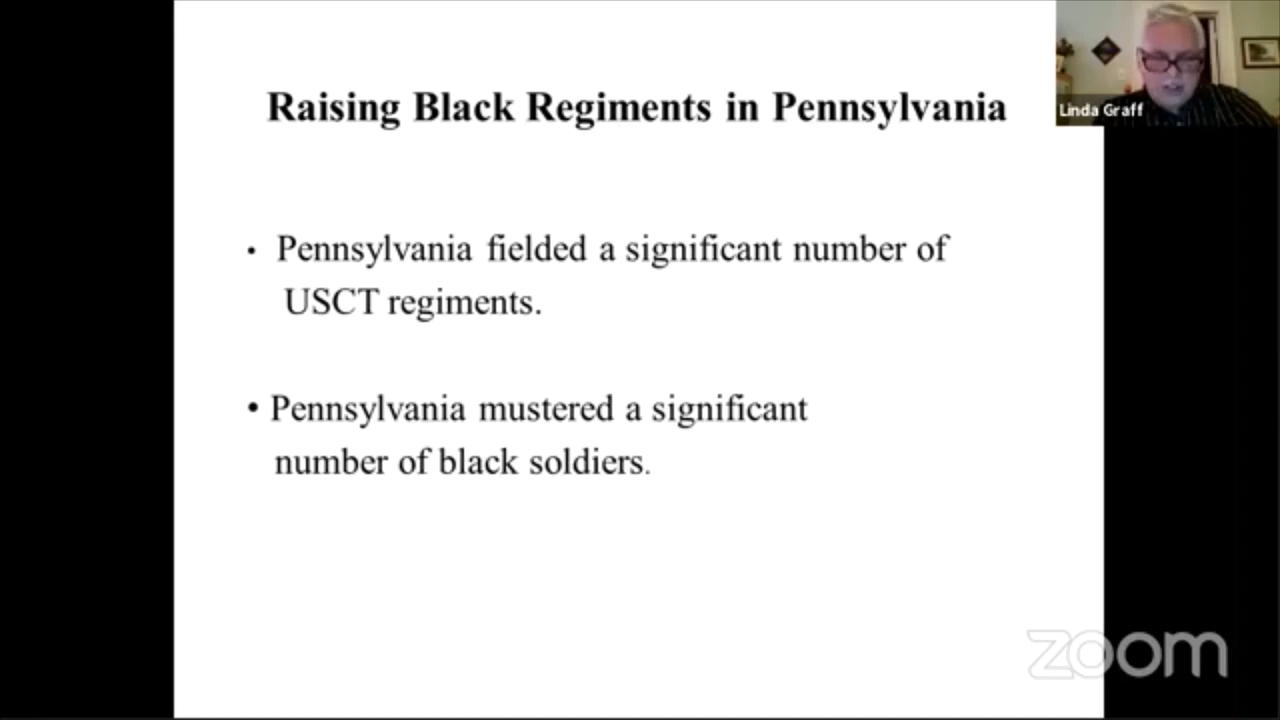 Raising Black Regiments in Pennsylvania
Linda Graff
• Pennsylvania fielded a significant number of
USCT regiments.
• Pennsylvania mustered a significant
number of black soldiers.
zoom